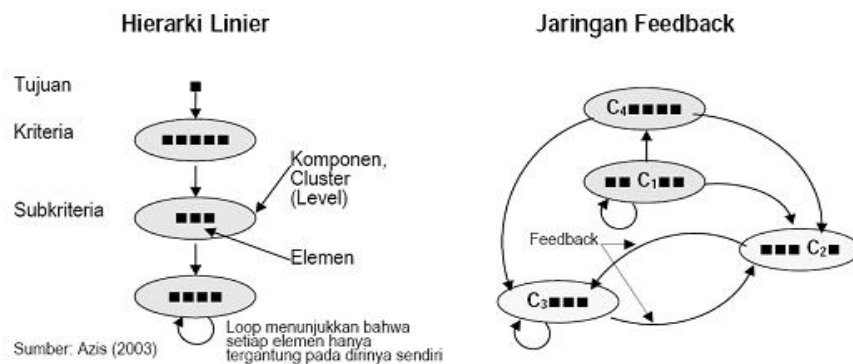 Hierarki Linier
Jaringan Feedback
Tujuan
Kriteria
Subkriteria
Komponen,
Cluster
(Level)
Elemen
Loop menunjukkan bahwa
setiap elemen hanya
tergantung pada dirinya sendiri
Sumber: Azis (2003)
C4
C1
Feedback
C2
C3